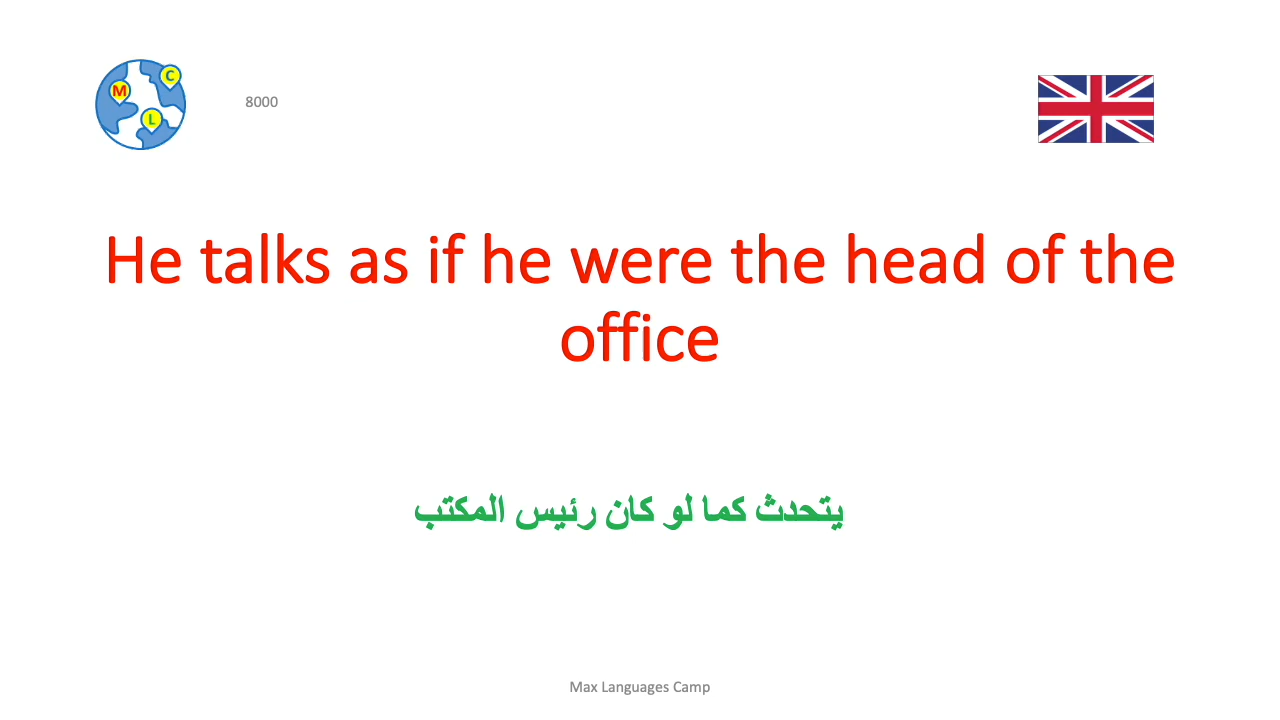 M
C
L
8000
He talks as if he were the head of the
office
يتحدث كما لو كان رئيس المكتب
Max Languages Camp